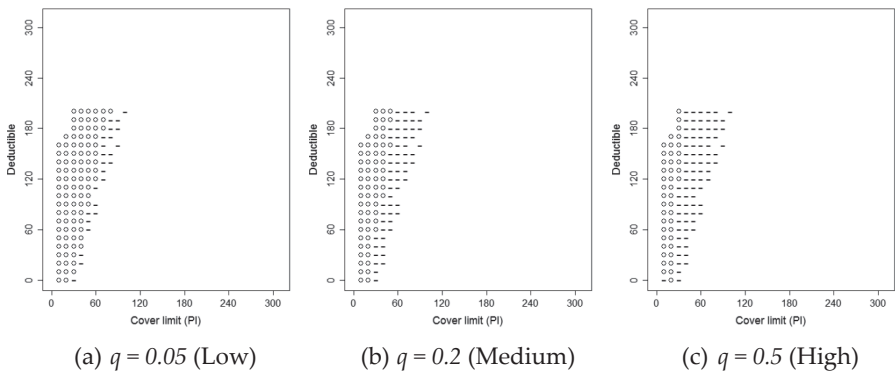 300
240
180
120
60
0
Deductible
0 60 120 180 240 300
Cover limit (PI)
(a) q = 0.05 (Low)
300
240
180
120
60
0
Deductible
0 60 120 180 240 300
Cover limit (PI)
(b) q = 0.2 (Medium)
300
240
180
120
60
0
Deductible
0 60 120 180 240 300
Cover limit (PI)
(c) q = 0.5 (High)